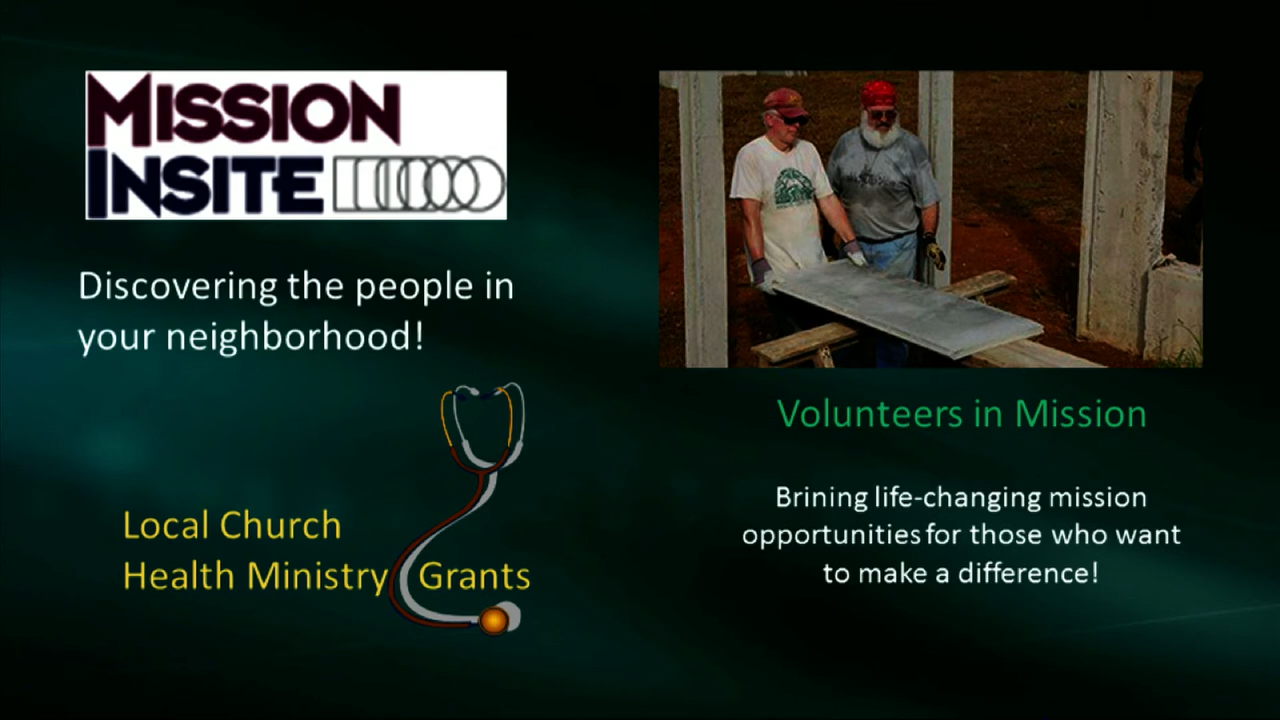 MISSION
INSITE
Discovering the people in
your neighborhood!
Local Church
Health Ministry Grants
Volunteers in Mission
Brining life-changing mission
opportunities for those who want
to make a difference!